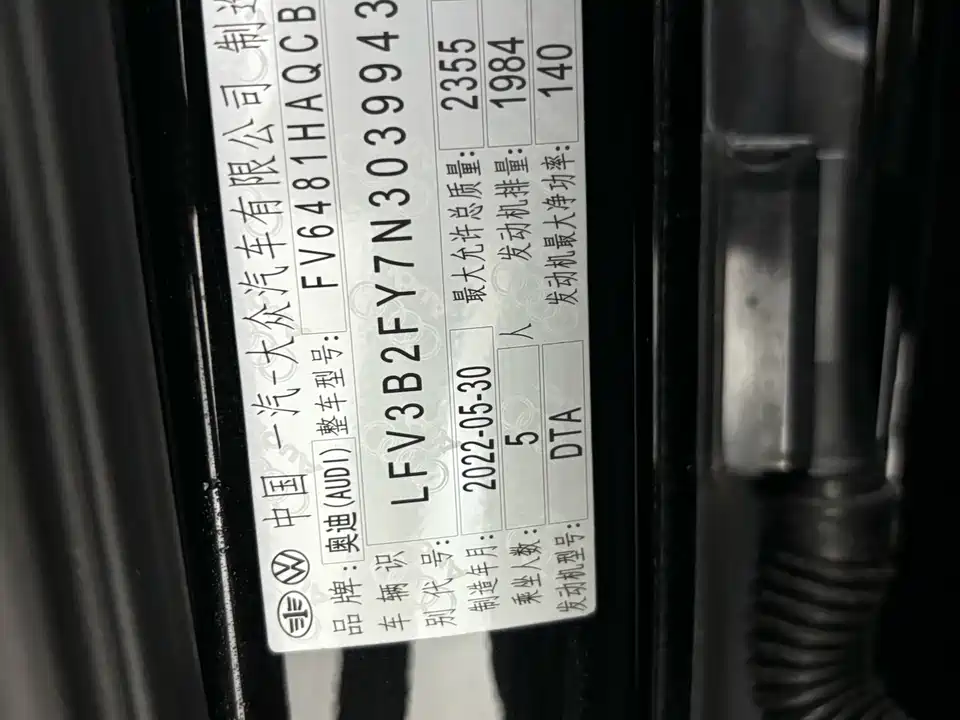 中国一汽-大众汽车有限公司 制造
品牌: 奥迪(AUDI) 整车型号: FV6481HAQCB
车辆识别代号: LFV3B2FY7N3039943
制造年月: 2022-05-30 最大允许总质量: 2355
乘坐人数: 5 人 发动机排量: 1984
发动机型号: DTA 发动机最大净功率: 140